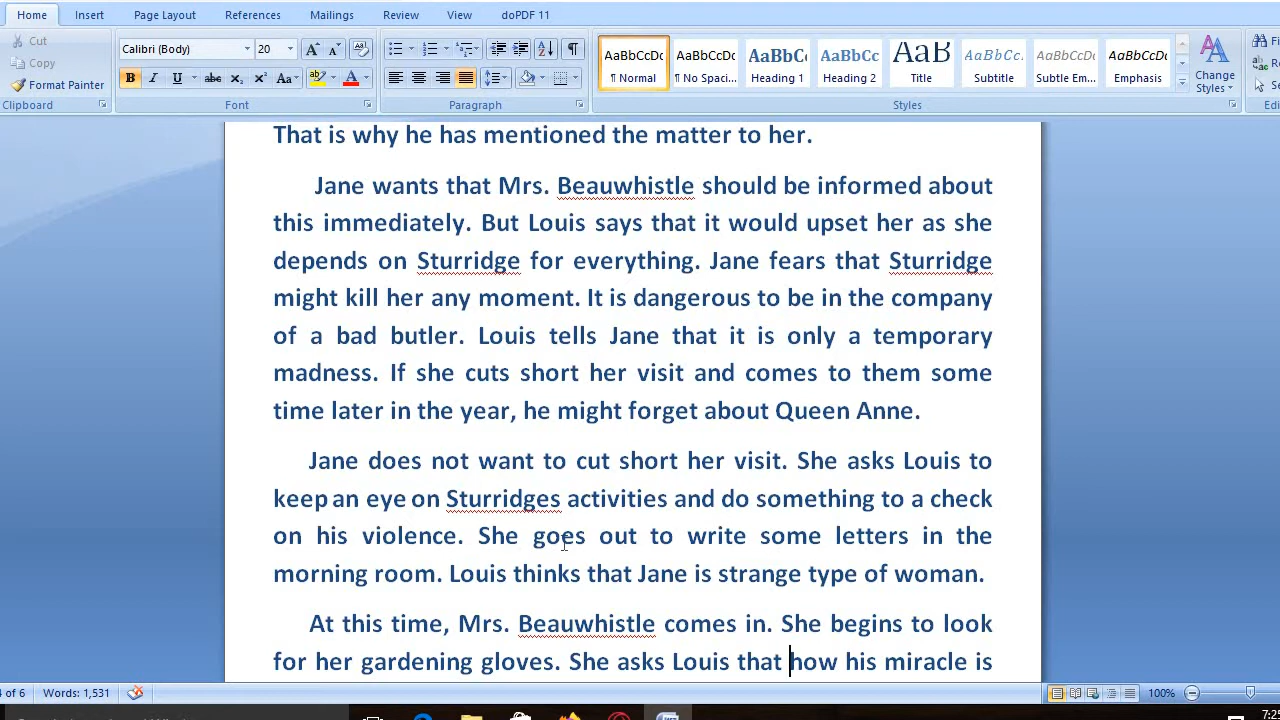 Home Insert Page Layout References Mailings Review View doPDF 11
Cut
Copy
Format Painter
Clipboard
Calibri (Body) 20
B I U abc X₂ X² Aa
Font
Paragraph
AaBbCcDc AaBbCcDc AaBbC AaBbCc AaB AaBbCc. AaBbCcDc AaBbCcDc
¶ Normal ¶ No Spaci... Heading 1 Heading 2 Title Subtitle Subtle Em... Emphasis
Change
Styles
Styles
That is why he has mentioned the matter to her.
Jane wants that Mrs. Beauwhistle should be informed about
this immediately. But Louis says that it would upset her as she
depends on Sturridge for everything. Jane fears that Sturridge
might kill her any moment. It is dangerous to be in the company
of a bad butler. Louis tells Jane that it is only a temporary
madness. If she cuts short her visit and comes to them some
time later in the year, he might forget about Queen Anne.
Jane does not want to cut short her visit. She asks Louis to
keep an eye on Sturridges activities and do something to a check
on his violence. She goes out to write some letters in the
morning room. Louis thinks that Jane is strange type of woman.
At this time, Mrs. Beauwhistle comes in. She begins to look
for her gardening gloves. She asks Louis that how his miracle is
of 6 Words: 1,531 100%